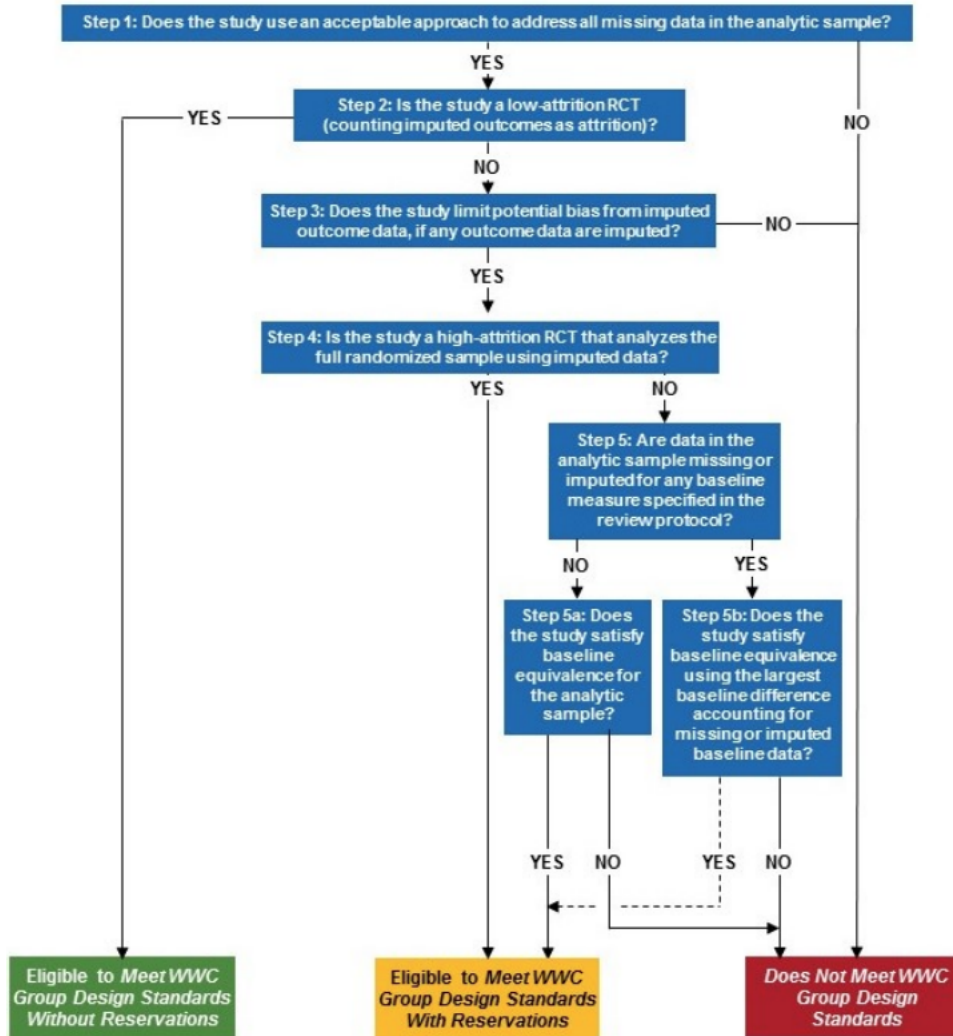 Step 1: Does the study use an acceptable approach to address all missing data in the analytic sample?
YES
NO
Step 2: Is the study a low-attrition RCT
(counting imputed outcomes as attrition)?
YES
NO
Step 3: Does the study limit potential bias from imputed
outcome data, if any outcome data are imputed?
NO
YES
Step 4: Is the study a high-attrition RCT that analyzes the
full randomized sample using imputed data?
YES
NO
Step 5: Are data in the
analytic sample missing or
imputed for any baseline
measure specified in the
review protocol?
NO
YES
Step 5a: Does
the study satisfy
baseline
equivalence for
the analytic
sample?
Step 5b: Does the
study satisfy
baseline equivalence
using the largest
baseline difference
accounting for
missing or imputed
baseline data?
YES
NO
YES
NO
Eligible to Meet WWC
Group Design Standards
Without Reservations
Eligible to Meet WWC
Group Design Standards
With Reservations
Does Not Meet WWC
Group Design
Standards